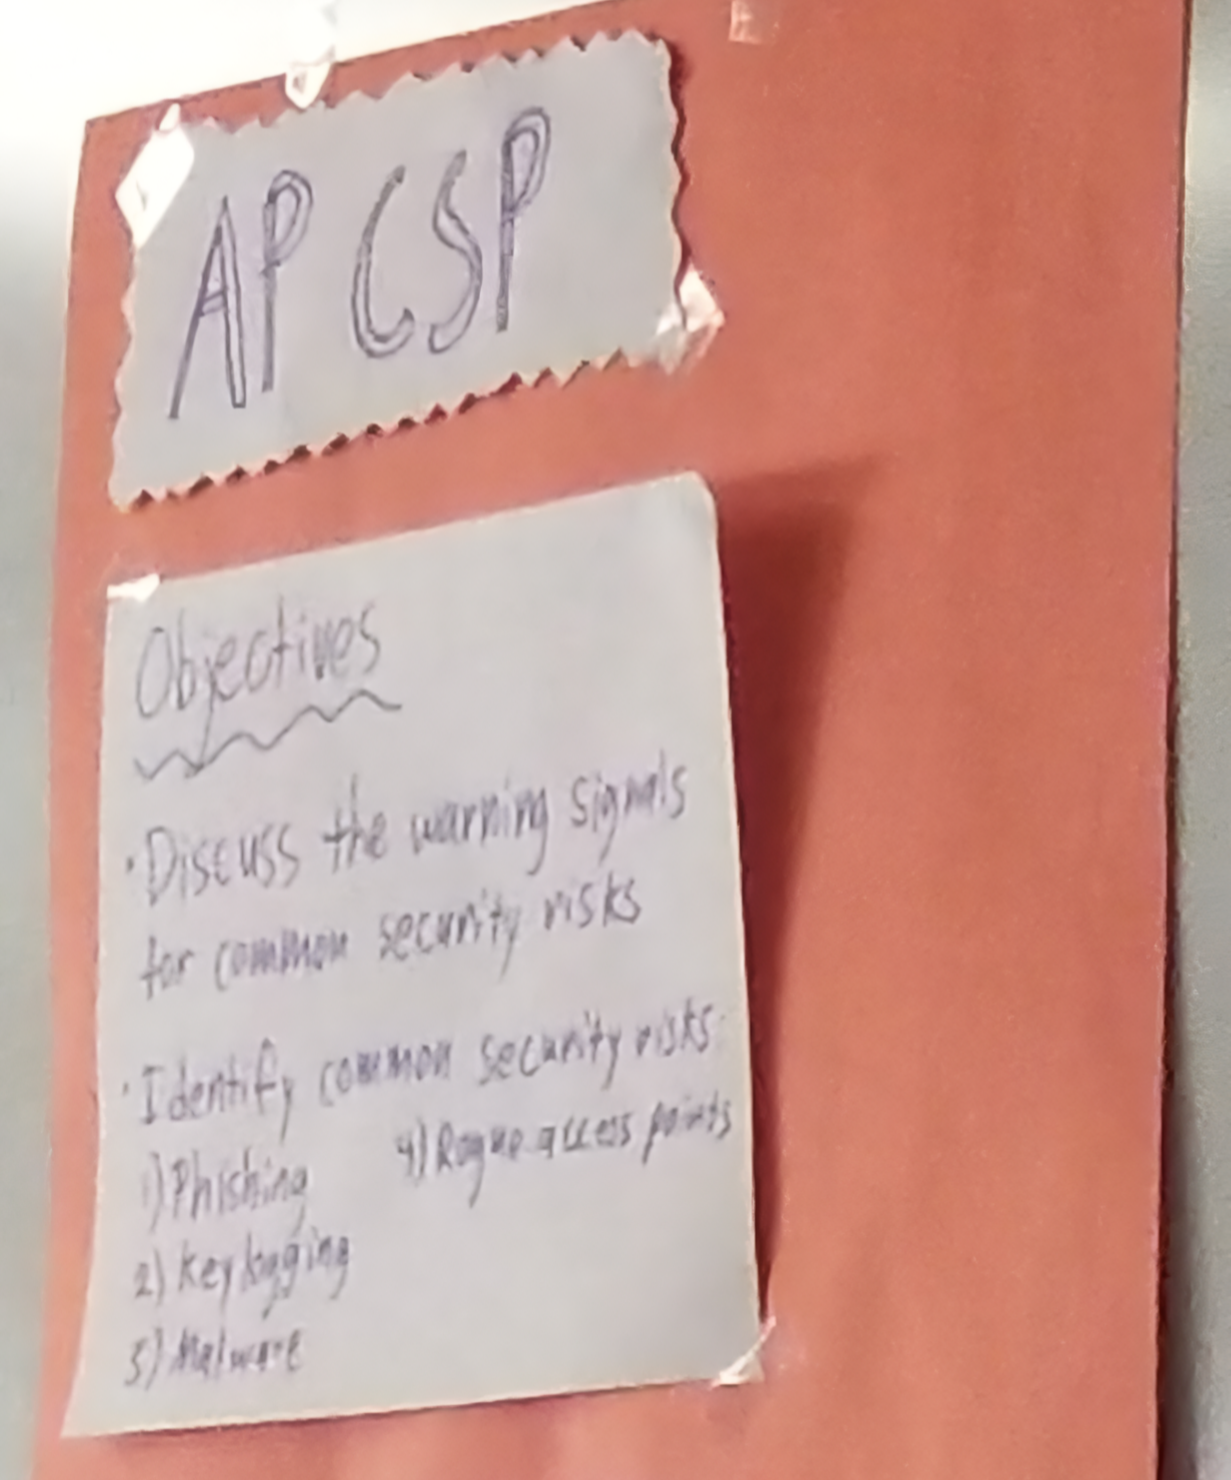 AP CSP
Objectives
· Discuss the warning signals
for common security risks
· Identify common security risks:
1) Phishing
2) Keylogging
3) Malware
4) Rogue access points